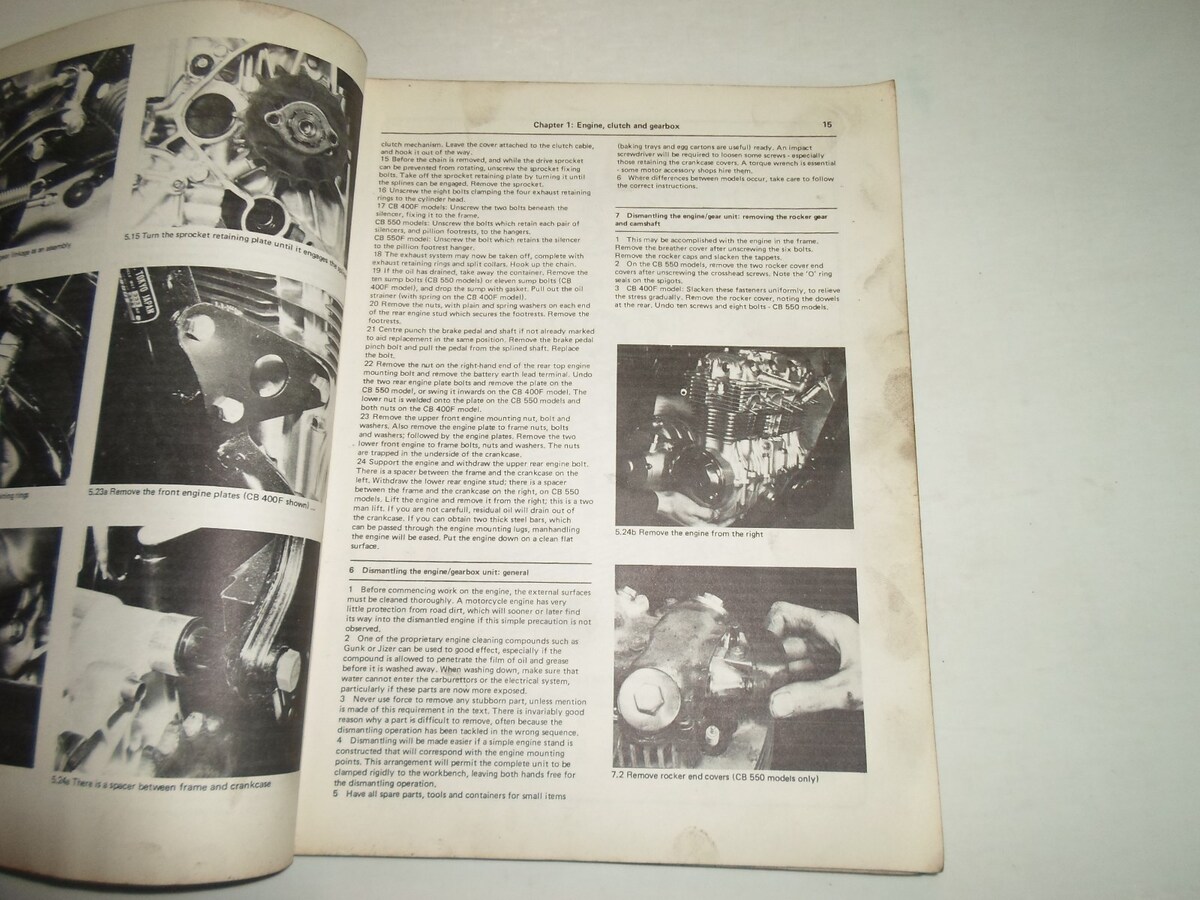 5.15 Turn the sprocket retaining plate until it engages the
linkage as an assembly
5.23a Remove the front engine plates (CB 400F shown) ...
rings
5.24a There is a spacer between frame and crankcase
Chapter 1: Engine, clutch and gearbox
15
clutch mechanism. Leave the cover attached to the clutch cable,
and hook it out of the way.
15 Before the chain is removed, and while the drive sprocket
can be prevented from rotating, unscrew the sprocket fixing
bolts. Take off the sprocket retaining plate by turning it until
the splines can be engaged. Remove the sprocket.
16 Unscrew the eight bolts clamping the four exhaust retaining
rings to the cylinder head.
17 CB 400F models: Unscrew the two bolts beneath the
silencer, fixing it to the frame.
CB 550 models: Unscrew the bolts which retain each pair of
silencers, and pillion footrests, to the hangers.
CB 550F model: Unscrew the bolt which retains the silencer
to the pillion footrest hanger.
18 The exhaust system may now be taken off, complete with
exhaust retaining rings and split collars. Hook up the chain.
19 If the oil has drained, take away the container. Remove the
ten sump bolts (CB 550 models) or eleven sump bolts (CB
400F model), and drop the sump with gasket. Pull out the oil
strainer (with spring on the CB 400F model).
20 Remove the nuts, with plain and spring washers on each end
of the rear engine stud which secures the footrests. Remove the
footrests.
21 Centre punch the brake pedal and shaft if not already marked
to aid replacement in the same position. Remove the brake pedal
pinch bolt and pull the pedal from the splined shaft. Replace
the bolt.
22 Remove the nut on the right-hand end of the rear top engine
mounting bolt and remove the battery earth lead terminal. Undo
the two rear engine plate bolts and remove the plate on the
CB 550 model, or swing it inwards on the CB 400F model. The
lower nut is welded onto the plate on the CB 550 models and
both nuts on the CB 400F model.
23 Remove the upper front engine mounting nut, bolt and
washers. Also remove the engine plate to frame nuts, bolts
and washers; followed by the engine plates. Remove the two
lower front engine to frame bolts, nuts and washers. The nuts
are trapped in the underside of the crankcase.
24 Support the engine and withdraw the upper rear engine bolt.
There is a spacer between the frame and the crankcase on the
left. Withdraw the lower rear engine stud; there is a spacer
between the frame and the crankcase on the right, on CB 550
models. Lift the engine and remove it from the right; this is a two
man lift. If you are not carefull, residual oil will drain out of
the crankcase. If you can obtain two thick steel bars, which
can be passed through the engine mounting lugs, manhandling
the engine will be eased. Put the engine down on a clean flat
surface.
6 Dismantling the engine/gearbox unit: general
1 Before commencing work on the engine, the external surfaces
must be cleaned thoroughly. A motorcycle engine has very
little protection from road dirt, which will sooner or later find
its way into the dismantled engine if this simple precaution is not
observed.
2 One of the proprietary engine cleaning compounds such as
Gunk or Jizer can be used to good effect, especially if the
compound is allowed to penetrate the film of oil and grease
before it is washed away. When washing down, make sure that
water cannot enter the carburettors or the electrical system,
particularly if these parts are now more exposed.
3 Never use force to remove any stubborn part, unless mention
is made of this requirement in the text. There is invariably good
reason why a part is difficult to remove, often because the
dismantling operation has been tackled in the wrong sequence.
4 Dismantling will be made easier if a simple engine stand is
constructed that will correspond with the engine mounting
points. This arrangement will permit the complete unit to be
clamped rigidly to the workbench, leaving both hands free for
the dismantling operation.
5 Have all spare parts, tools and containers for small items
(baking trays and egg cartons are useful) ready. An impact
screwdriver will be required to loosen some screws - especially
those retaining the crankcase covers. A torque wrench is essential
- some motor accessory shops hire them.
6 Where differences between models occur, take care to follow
the correct instructions.
7 Dismantling the engine/gear unit: removing the rocker gear
and camshaft
1 This may be accomplished with the engine in the frame.
Remove the breather cover after unscrewing the six bolts.
Remove the rocker caps and slacken the tappets.
2 On the CB 550 models, remove the two rocker cover end
covers after unscrewing the crosshead screws. Note the 'O' ring
seals on the spigots.
3 CB 400F model: Slacken these fasteners uniformly, to relieve
the stress gradually. Remove the rocker cover, noting the dowels
at the rear. Undo ten screws and eight bolts - CB 550 models.
5.24b Remove the engine from the right
7.2 Remove rocker end covers (CB 550 models only)